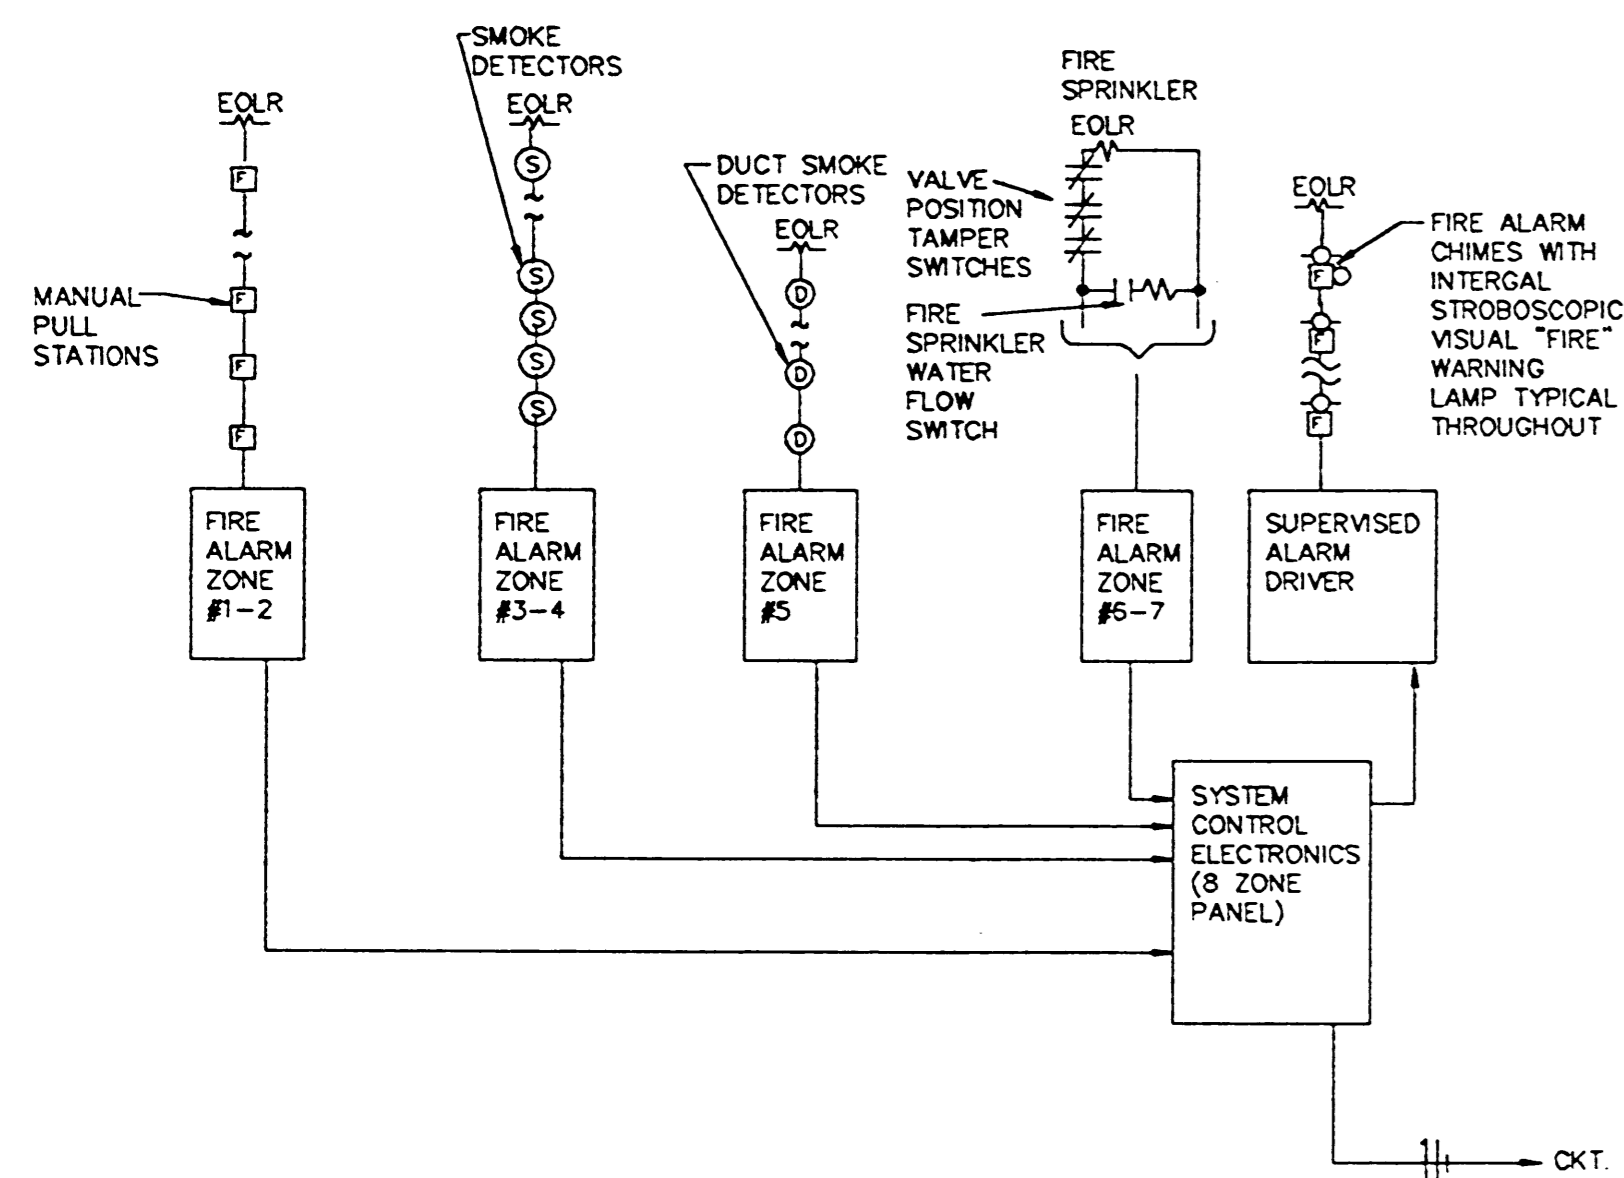 SMOKE
DETECTORS
EOLR
F
F
F
F
MANUAL
PULL
STATIONS
EOLR
S
S
S
S
S
DUCT SMOKE
DETECTORS
EOLR
D
D
D
FIRE
SPRINKLER
EOLR
VALVE
POSITION
TAMPER
SWITCHES
FIRE
SPRINKLER
WATER
FLOW
SWITCH
EOLR
F
F
F
FIRE ALARM
CHIMES WITH
INTERGAL
STROBOSCOPIC
VISUAL "FIRE"
WARNING
LAMP TYPICAL
THROUGHOUT
FIRE
ALARM
ZONE
#1-2
FIRE
ALARM
ZONE
#3-4
FIRE
ALARM
ZONE
#5
FIRE
ALARM
ZONE
#6-7
SUPERVISED
ALARM
DRIVER
SYSTEM
CONTROL
ELECTRONICS
(8 ZONE
PANEL)
CKT.